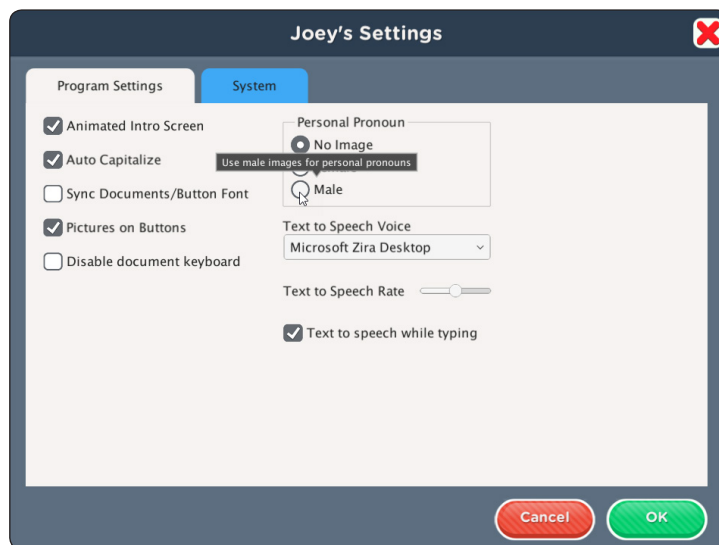 Joey's Settings
Program Settings
System
Animated Intro Screen
Auto Capitalize
Sync Documents/Button Font
Pictures on Buttons
Disable document keyboard
Personal Pronoun
No Image
Use male images for personal pronouns
Male
Text to Speech Voice
Microsoft Zira Desktop
Text to Speech Rate
Text to speech while typing
Cancel
OK